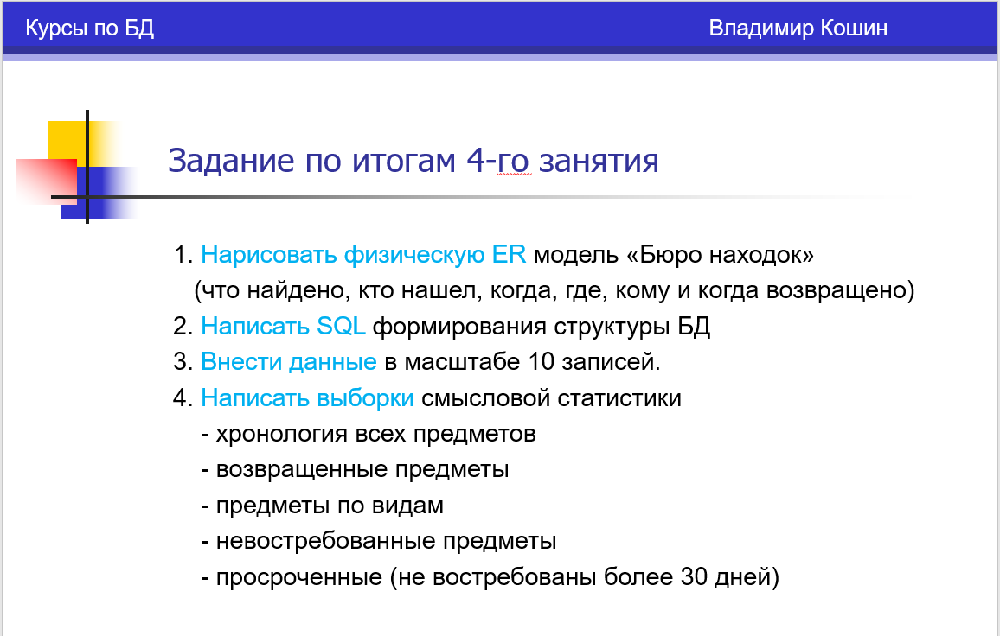 Курсы по БД Владимир Кошин
Задание по итогам 4-го занятия
1. Нарисовать физическую ER модель «Бюро находок»
(что найдено, кто нашел, когда, где, кому и когда возвращено)
2. Написать SQL формирования структуры БД
3. Внести данные в масштабе 10 записей.
4. Написать выборки смысловой статистики
- хронология всех предметов
- возвращенные предметы
- предметы по видам
- невостребованные предметы
- просроченные (не востребованы более 30 дней)